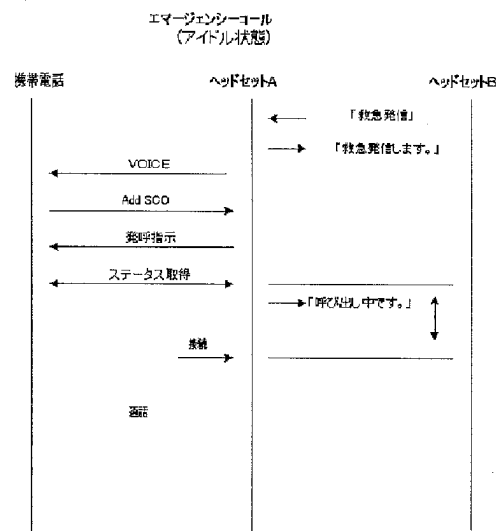 エマージェンシーコール
（アイドル状態）
携帯電話
ヘッドセットA
ヘッドセットB
「救急発信」
「救急発信します。」
VOICE
Add SCO
発呼指示
ステータス取得
「呼び出し中です。」
接続
通話